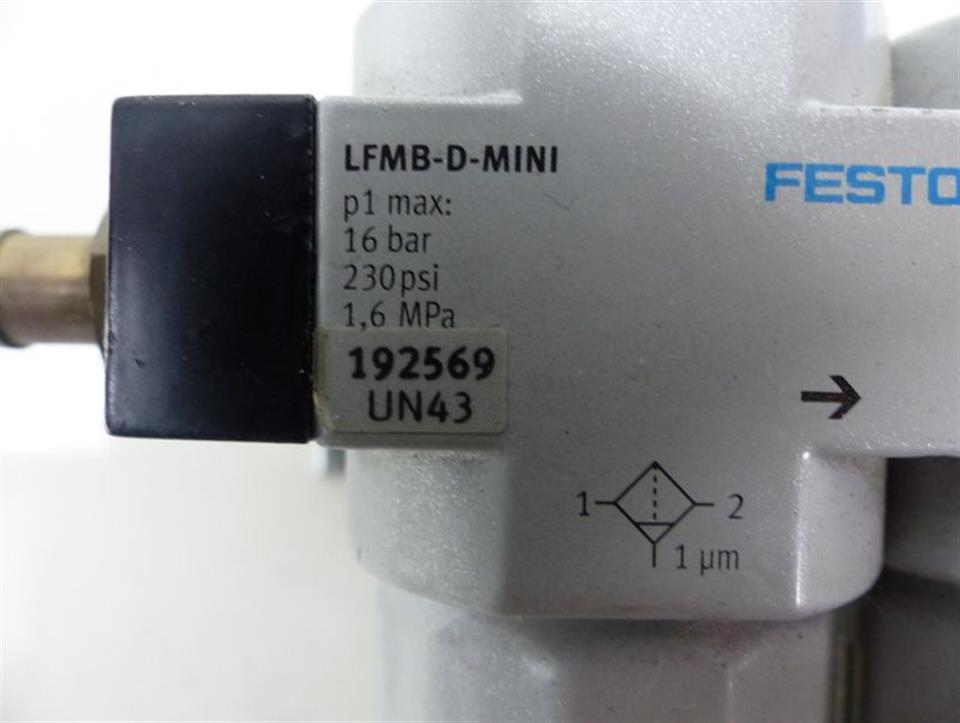 LFMB-D-MINI
p1 max:
16 bar
230psi
1,6 MPa
192569
UN43
FESTO
1 2
1 µm